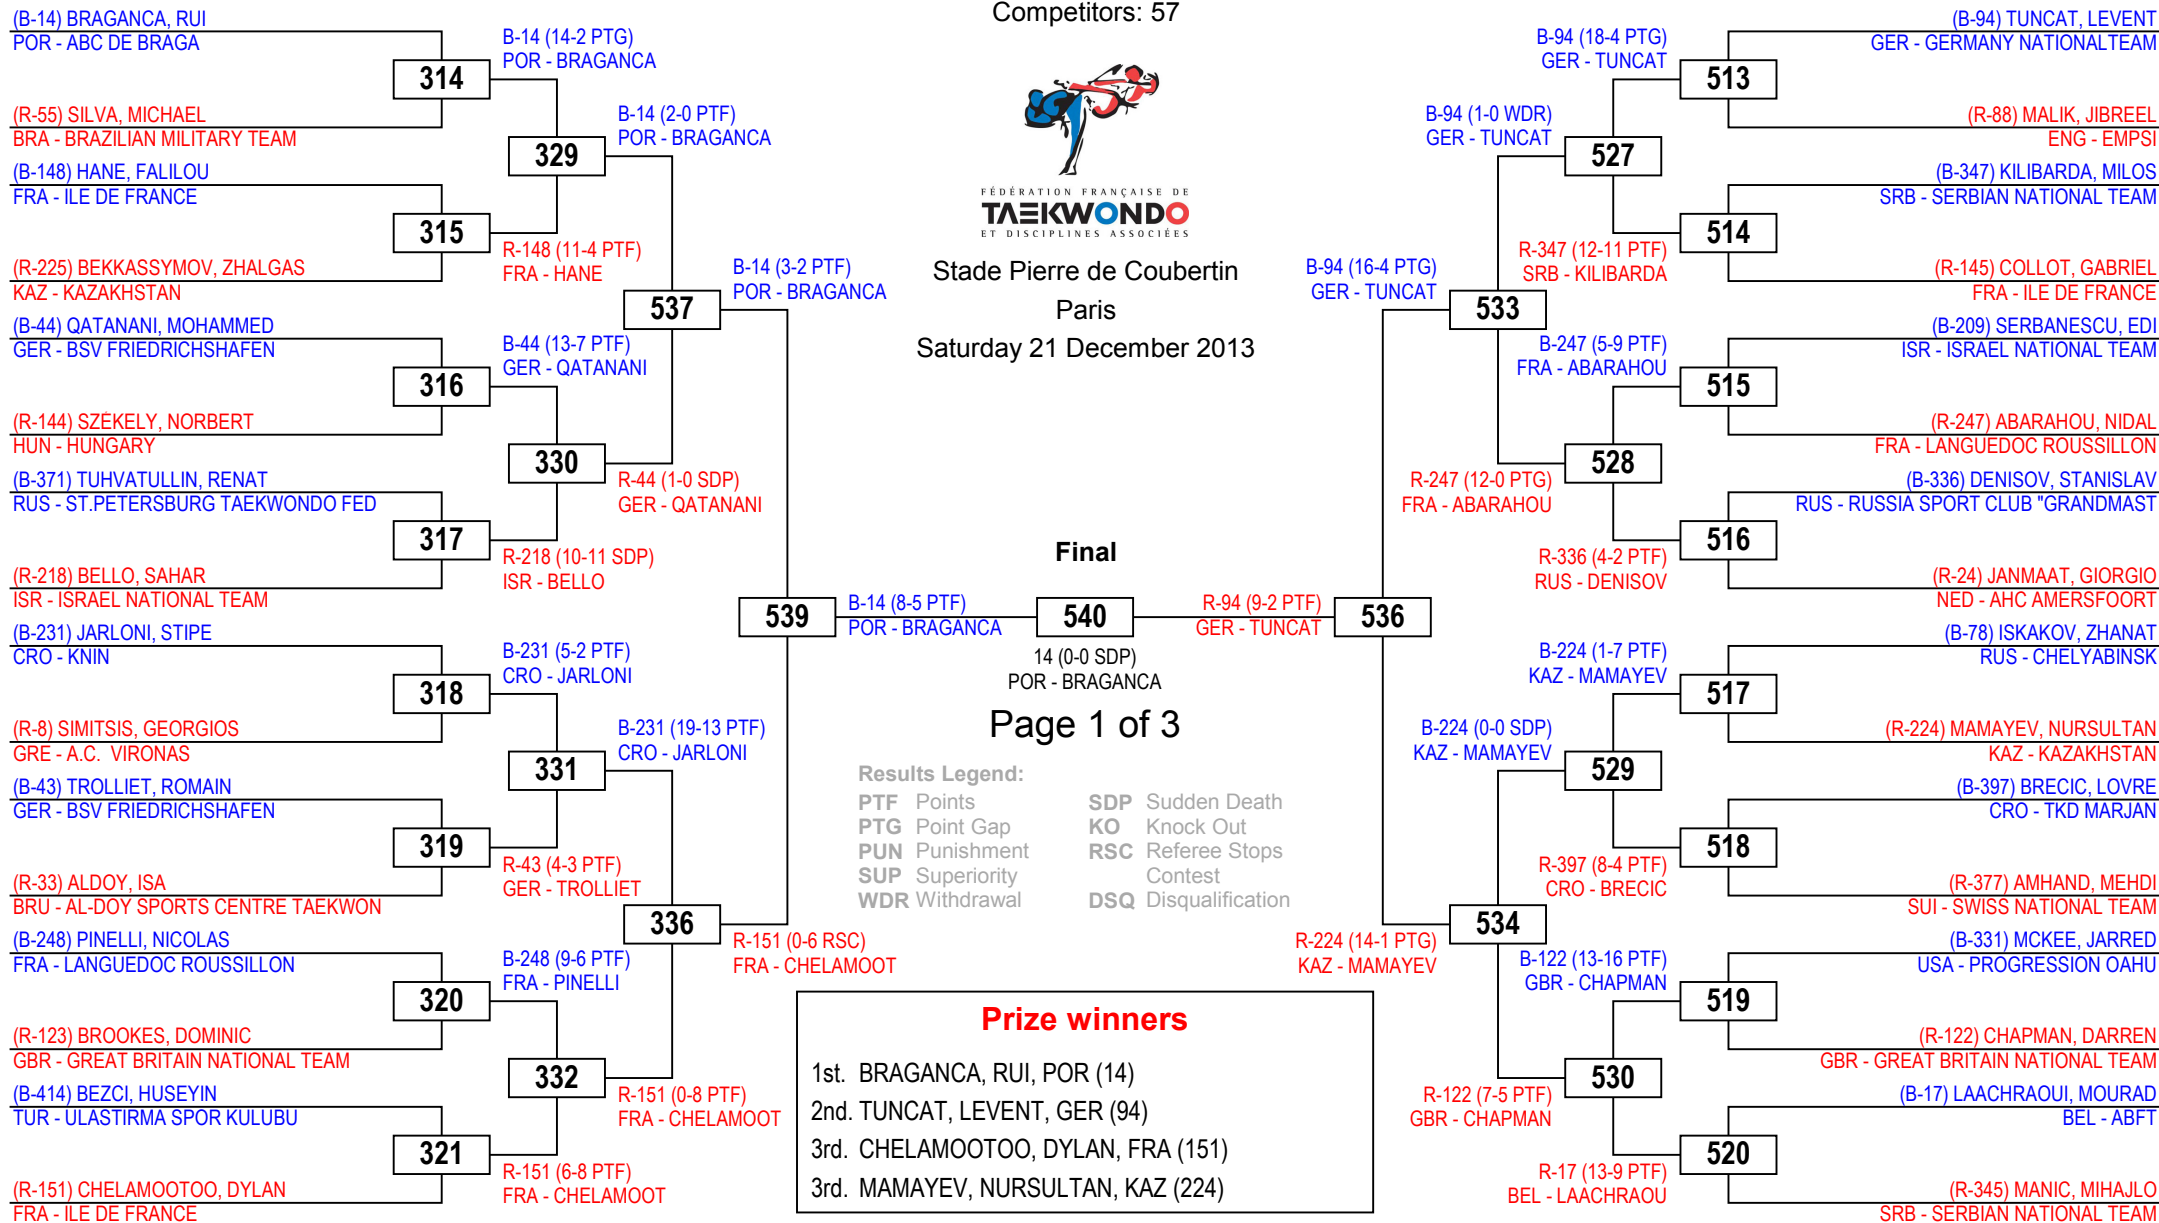 (B-14) BRAGANCA, RUI
POR - ABC DE BRAGA
(R-55) SILVA, MICHAEL
BRA - BRAZILIAN MILITARY TEAM
(B-148) HANE, FALILOU
FRA - ILE DE FRANCE
(R-225) BEKKASSYMOV, ZHALGAS
KAZ - KAZAKHSTAN
(B-44) QATANANI, MOHAMMED
GER - BSV FRIEDRICHSHAFEN
(R-144) SZÉKELY, NORBERT
HUN - HUNGARY
(B-371) TUHVATULLIN, RENAT
RUS - ST.PETERSBURG TAEKWONDO FED
(R-218) BELLO, SAHAR
ISR - ISRAEL NATIONAL TEAM
(B-231) JARLONI, STIPE
CRO - KNIN
(R-8) SIMITSIS, GEORGIOS
GRE - A.C. VIRONAS
(B-43) TROLLIET, ROMAIN
GER - BSV FRIEDRICHSHAFEN
(R-33) ALDOY, ISA
BRU - AL-DOY SPORTS CENTRE TAEKWON
(B-248) PINELLI, NICOLAS
FRA - LANGUEDOC ROUSSILLON
(R-123) BROOKES, DOMINIC
GBR - GREAT BRITAIN NATIONAL TEAM
(B-414) BEZCI, HUSEYIN
TUR - ULASTIRMA SPOR KULUBU
(R-151) CHELAMOOTOO, DYLAN
FRA - ILE DE FRANCE
314
315
316
317
318
319
320
321
B-14 (14-2 PTG)
POR - BRAGANCA
R-148 (11-4 PTF)
FRA - HANE
B-44 (13-7 PTF)
GER - QATANANI
R-218 (10-11 SDP)
ISR - BELLO
B-231 (5-2 PTF)
CRO - JARLONI
R-43 (4-3 PTF)
GER - TROLLIET
B-248 (9-6 PTF)
FRA - PINELLI
R-151 (6-8 PTF)
FRA - CHELAMOOT
329
330
331
332
B-14 (2-0 PTF)
POR - BRAGANCA
R-44 (1-0 SDP)
GER - QATANANI
B-231 (19-13 PTF)
CRO - JARLONI
R-151 (0-8 PTF)
FRA - CHELAMOOT
537
336
B-14 (3-2 PTF)
POR - BRAGANCA
R-151 (0-6 RSC)
FRA - CHELAMOOT
539
B-14 (8-5 PTF)
POR - BRAGANCA
Competitors: 57
FÉDÉRATION FRANÇAISE DE
TAEKWONDO
ET DISCIPLINES ASSOCIÉES
Stade Pierre de Coubertin
Paris
Saturday 21 December 2013
Final
540
14 (0-0 SDP)
POR - BRAGANCA
Page 1 of 3
Results Legend:
PTF Points SDP Sudden Death
PTG Point Gap KO Knock Out
PUN Punishment RSC Referee Stops
SUP Superiority Contest
WDR Withdrawal DSQ Disqualification
Prize winners
1st. BRAGANCA, RUI, POR (14)
2nd. TUNCAT, LEVENT, GER (94)
3rd. CHELAMOOTOO, DYLAN, FRA (151)
3rd. MAMAYEV, NURSULTAN, KAZ (224)
R-94 (9-2 PTF)
GER - TUNCAT
536
B-94 (16-4 PTG)
GER - TUNCAT
R-224 (14-1 PTG)
KAZ - MAMAYEV
533
534
B-94 (1-0 WDR)
GER - TUNCAT
R-247 (12-0 PTG)
FRA - ABARAHOU
B-224 (0-0 SDP)
KAZ - MAMAYEV
R-122 (7-5 PTF)
GBR - CHAPMAN
527
528
529
530
B-94 (18-4 PTG)
GER - TUNCAT
R-347 (12-11 PTF)
SRB - KILIBARDA
B-247 (5-9 PTF)
FRA - ABARAHOU
R-336 (4-2 PTF)
RUS - DENISOV
B-224 (1-7 PTF)
KAZ - MAMAYEV
R-397 (8-4 PTF)
CRO - BRECIC
B-122 (13-16 PTF)
GBR - CHAPMAN
R-17 (13-9 PTF)
BEL - LAACHRAOU
513
514
515
516
517
518
519
520
(B-94) TUNCAT, LEVENT
GER - GERMANY NATIONALTEAM
(R-88) MALIK, JIBREEL
ENG - EMPSI
(B-347) KILIBARDA, MILOS
SRB - SERBIAN NATIONAL TEAM
(R-145) COLLOT, GABRIEL
FRA - ILE DE FRANCE
(B-209) SERBANESCU, EDI
ISR - ISRAEL NATIONAL TEAM
(R-247) ABARAHOU, NIDAL
FRA - LANGUEDOC ROUSSILLON
(B-336) DENISOV, STANISLAV
RUS - RUSSIA SPORT CLUB "GRANDMAST
(R-24) JANMAAT, GIORGIO
NED - AHC AMERSFOORT
(B-78) ISKAKOV, ZHANAT
RUS - CHELYABINSK
(R-224) MAMAYEV, NURSULTAN
KAZ - KAZAKHSTAN
(B-397) BRECIC, LOVRE
CRO - TKD MARJAN
(R-377) AMHAND, MEHDI
SUI - SWISS NATIONAL TEAM
(B-331) MCKEE, JARRED
USA - PROGRESSION OAHU
(R-122) CHAPMAN, DARREN
GBR - GREAT BRITAIN NATIONAL TEAM
(B-17) LAACHRAOUI, MOURAD
BEL - ABFT
(R-345) MANIC, MIHAJLO
SRB - SERBIAN NATIONAL TEAM